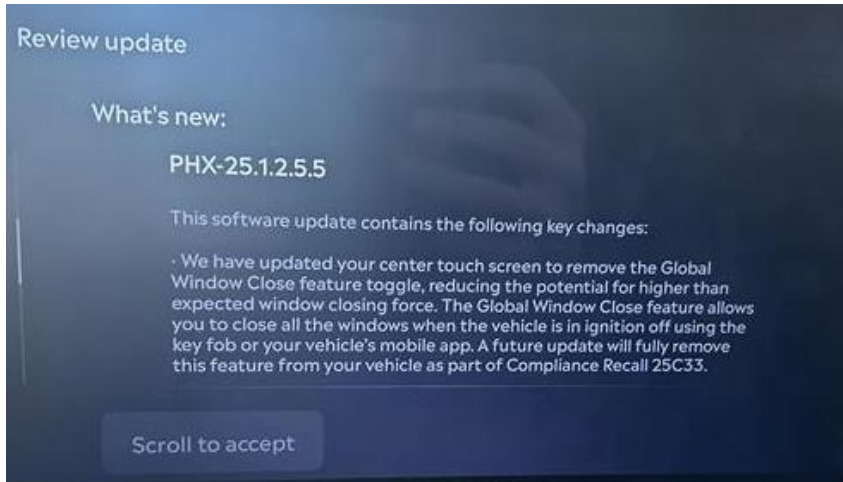 Review update
What's new:
PHX-25.1.2.5.5
This software update contains the following key changes:
· We have updated your center touch screen to remove the Global
Window Close feature toggle, reducing the potential for higher than
expected window closing force. The Global Window Close feature allows
you to close all the windows when the vehicle is in ignition off using the
key fob or your vehicle's mobile app. A future update will fully remove
this feature from your vehicle as part of Compliance Recall 25C33.
Scroll to accept